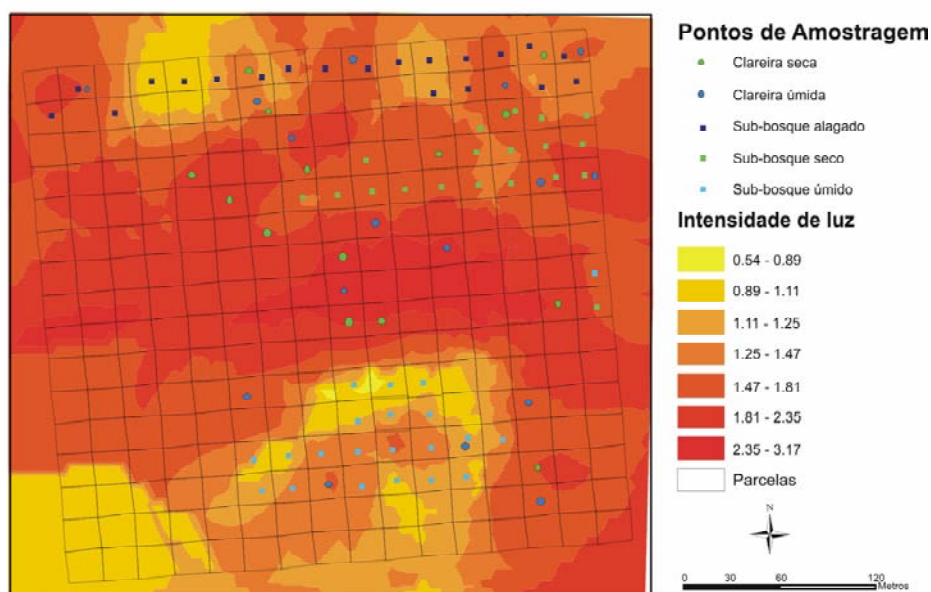 Pontos de Amostragem
Clareira seca
Clareira úmida
Sub-bosque alagado
Sub-bosque seco
Sub-bosque úmido
Intensidade de luz
0.54 - 0.89
0.89 - 1.11
1.11 - 1.25
1.25 - 1.47
1.47 - 1.81
1.81 - 2.35
2.35 - 3.17
Parcelas
N
0 30 60 120
Metros